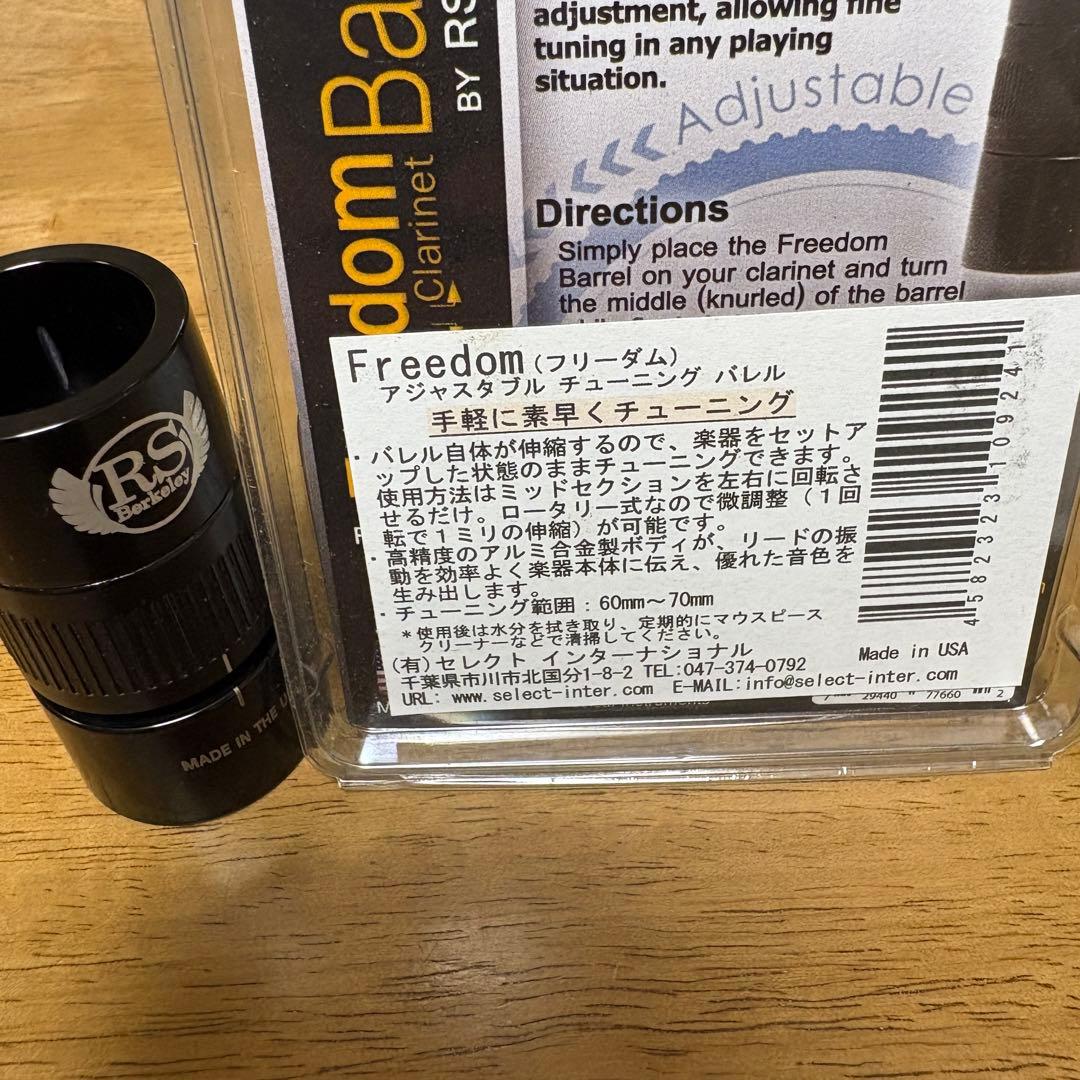 adjustment, allowing fine
tuning in any playing
situation.
Adjustable
Directions
Simply place the Freedom
Barrel on your clarinet and turn
the middle (knurled) of the barrel
dom Ba
Clarinet
BY RS
RS
Berkeley
MADE IN THE U
Freedom(フリーダム)
アジャスタブル チューニング バレル
手軽に素早くチューニング
・バレル自体が伸縮するので、楽器をセットア
ップした状態のままチューニングできます。
使用方法はミッドセクションを左右に回転さ
せるだけ。ロータリー式なので微調整（１回
転で１ミリの伸縮）が可能です。
・高精度のアルミ合金製ボディが、リードの振
動を効率よく楽器本体に伝え、優れた音色を
生み出します。
・チューニング範囲：60mm～70mm
＊使用後は水分を拭き取り、定期的にマウスピース
クリーナーなどで清掃してください。
(有)セレクト インターナショナル
千葉県市川市北国分1-8-2 TEL:047-374-0792
URL: www.select-inter.com E-MAIL:info@select-inter.com
Made in USA
4 582323 109241
29440 77660 2